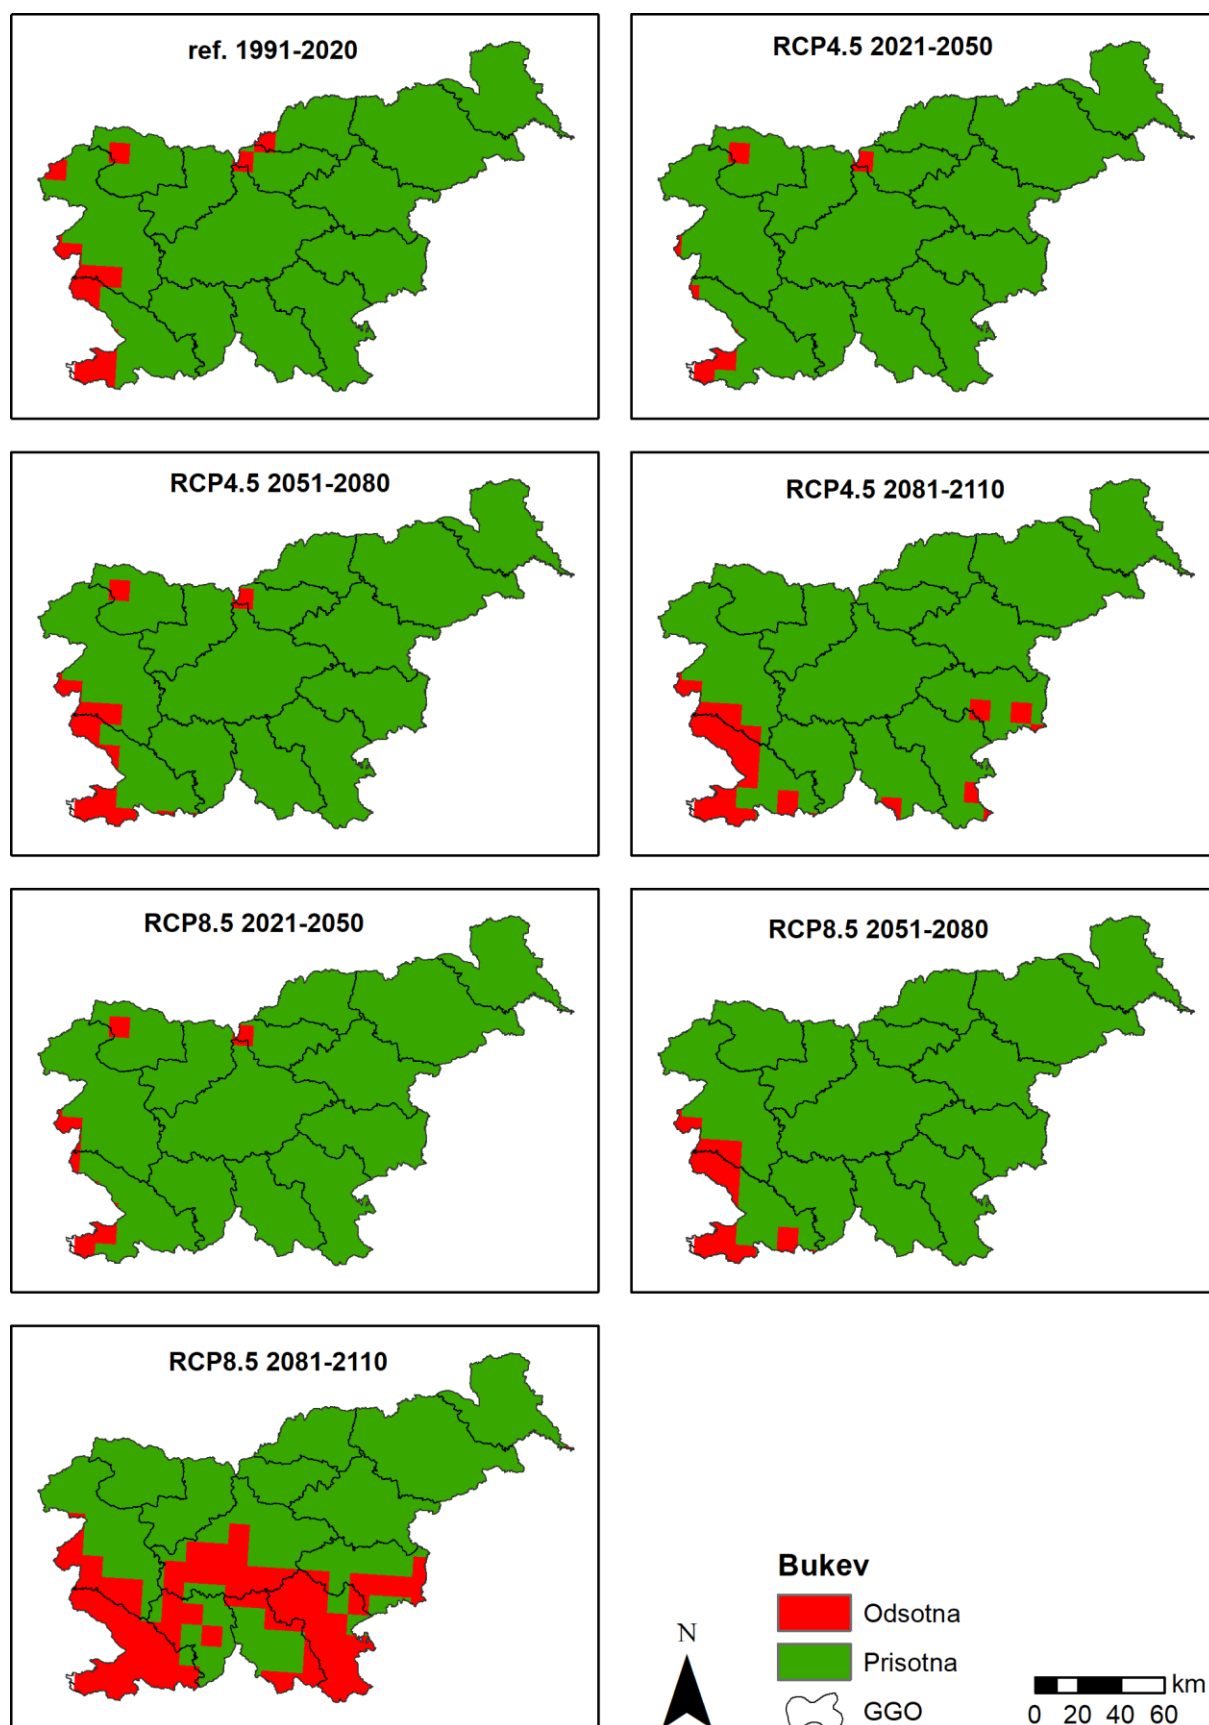 ref. 1991-2020
RCP4.5 2021-2050
RCP4.5 2051-2080
RCP4.5 2081-2110
RCP8.5 2021-2050
RCP8.5 2051-2080
RCP8.5 2081-2110
Bukev
Odsotna
Prisotna
GGO
N
km
0 20 40 60